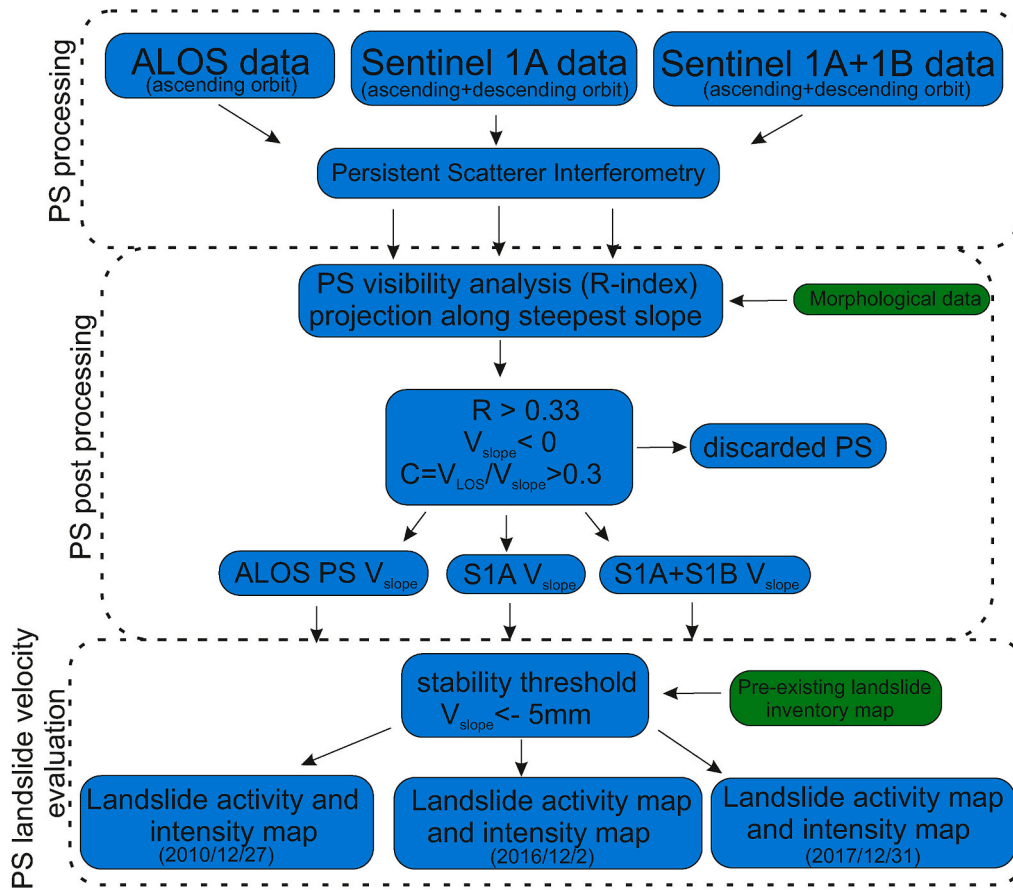 PS processing
ALOS data
(ascending orbit)
Sentinel 1A data
(ascending+descending orbit)
Sentinel 1A+1B data
(ascending+descending orbit)
Persistent Scatterer Interferometry
PS post processing
PS visibility analysis (R-index)
projection along steepest slope
Morphological data
R > 0.33
Vslope< 0
C=VLOS/Vslope>0.3
discarded PS
ALOS PS Vslope
S1A Vslope
S1A+S1B Vslope
PS landslide velocity
evaluation
stability threshold
Vslope<- 5mm
Pre-existing landslide
inventory map
Landslide activity and
intensity map
(2010/12/27)
Landslide activity map
and intensity map
(2016/12/2)
Landslide activity map
and intensity map
(2017/12/31)